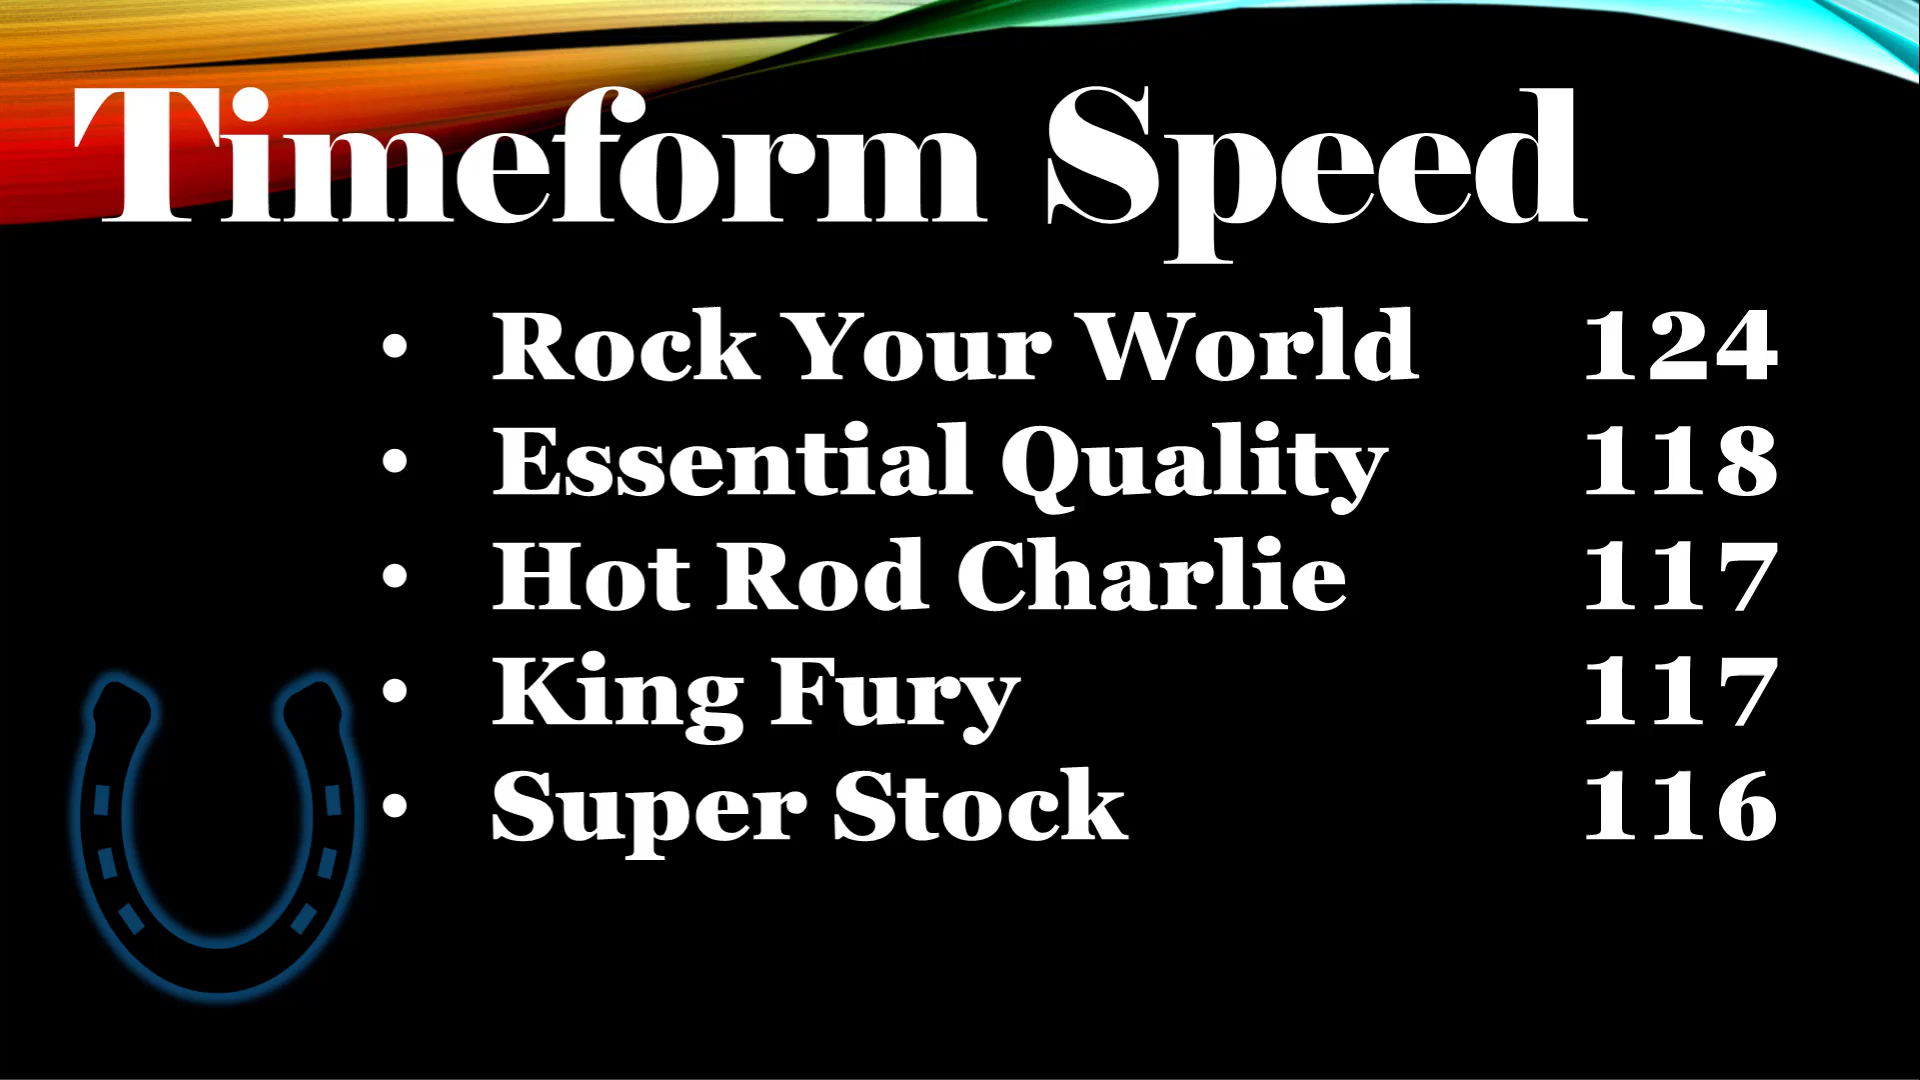 Timeform Speed
• Rock Your World 124
• Essential Quality 118
• Hot Rod Charlie 117
• King Fury 117
• Super Stock 116